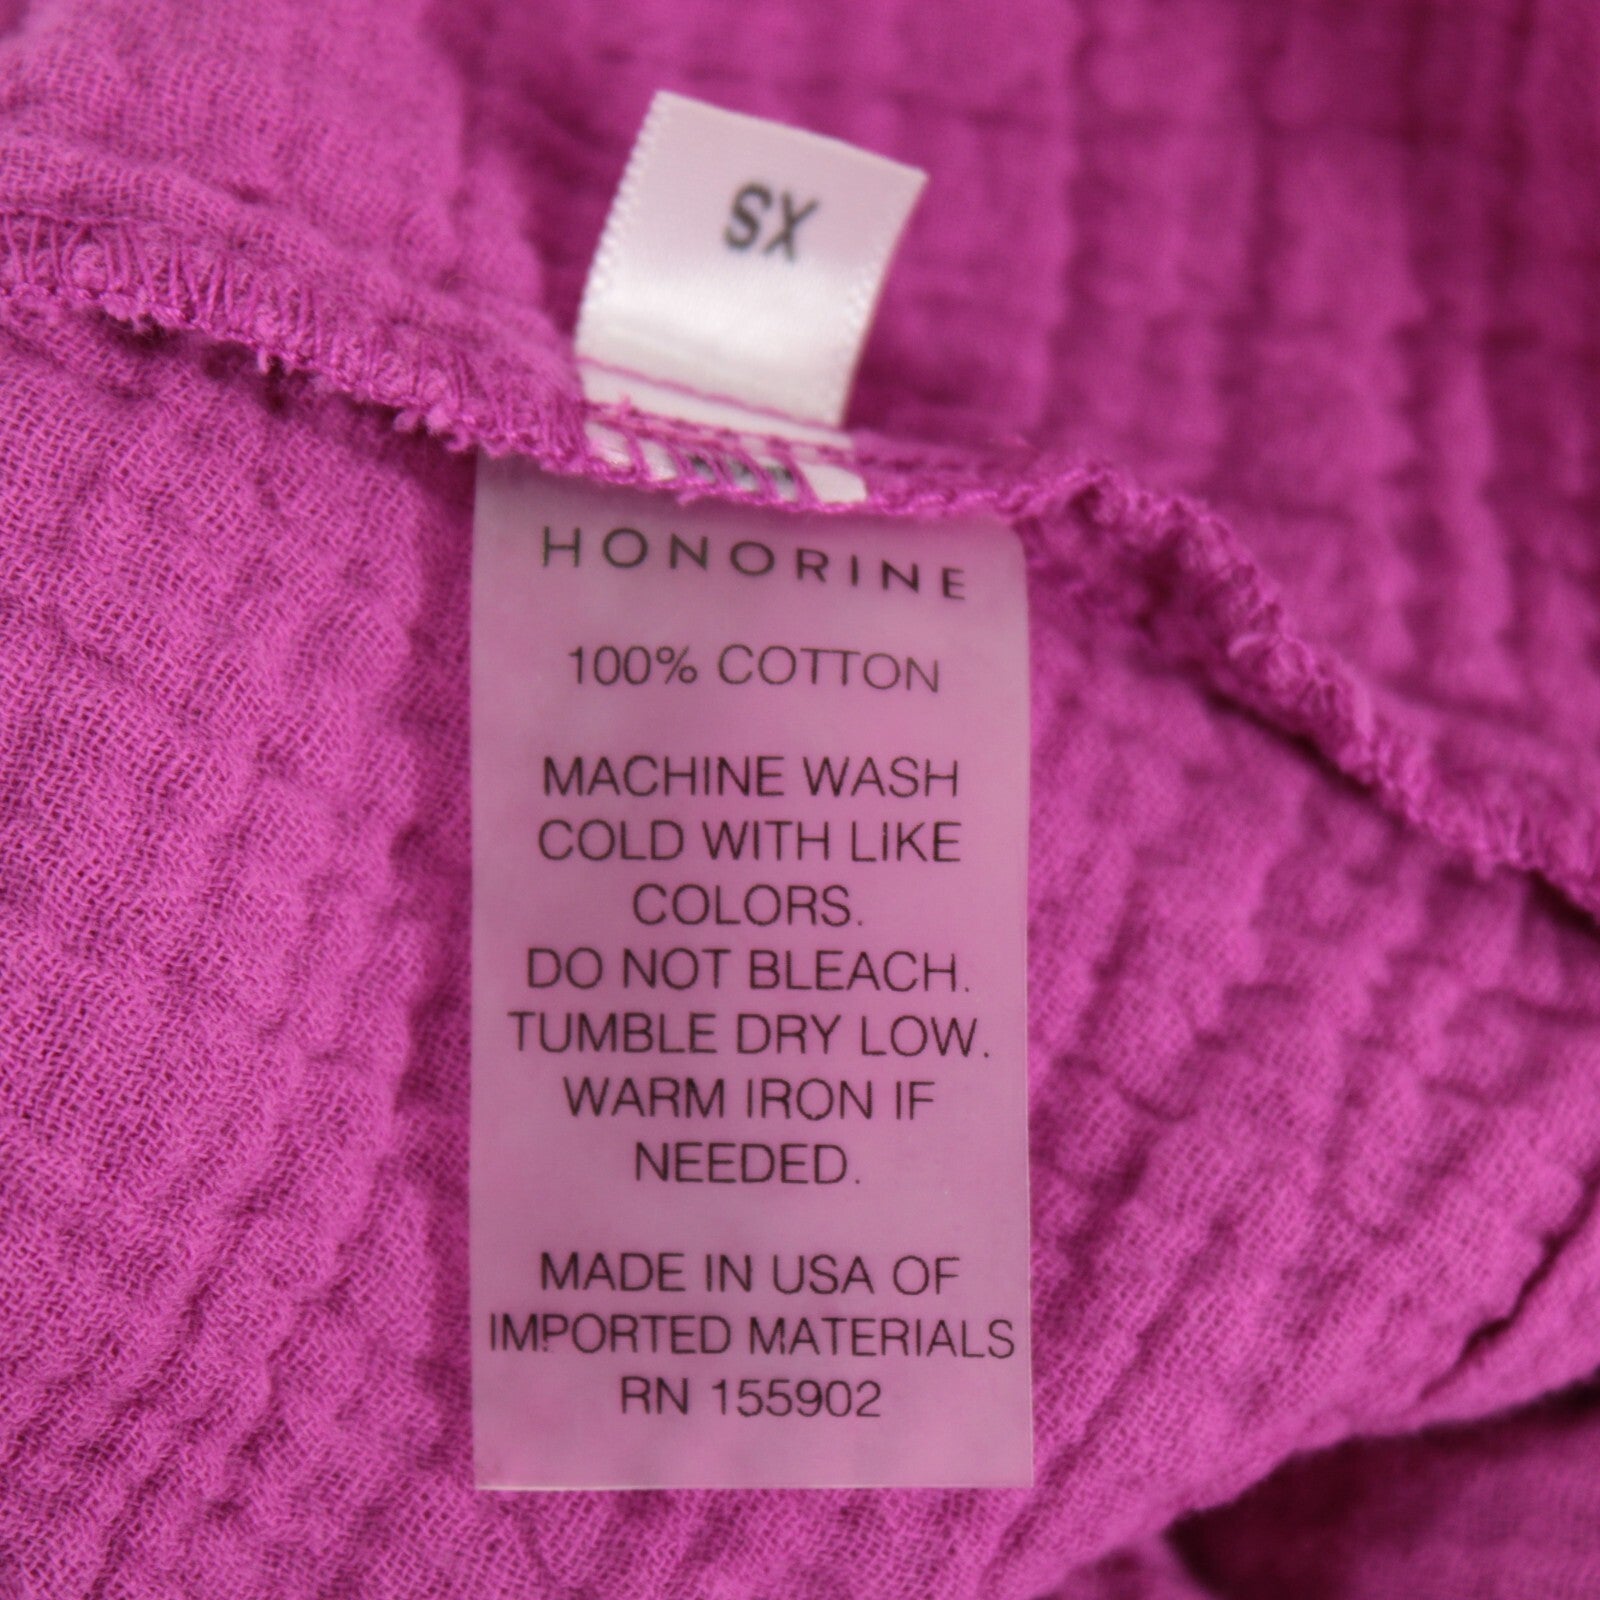 XS
HONORINE
100% COTTON
MACHINE WASH
COLD WITH LIKE
COLORS.
DO NOT BLEACH.
TUMBLE DRY LOW.
WARM IRON IF
NEEDED.
MADE IN USA OF
IMPORTED MATERIALS
RN 155902